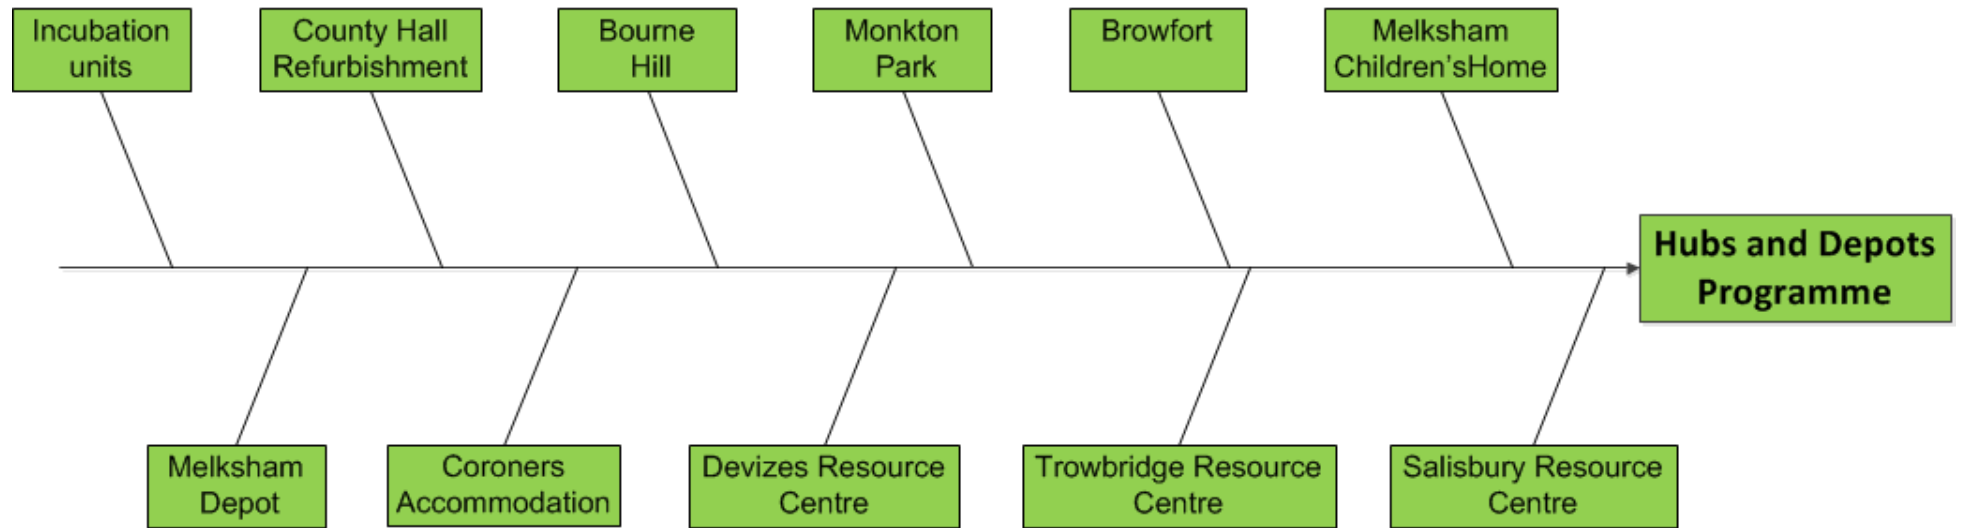 Incubation
units
County Hall
Refurbishment
Bourne
Hill
Monkton
Park
Browfort
Melksham
Children'sHome
Hubs and Depots
Programme
Melksham
Depot
Coroners
Accommodation
Devizes Resource
Centre
Trowbridge Resource
Centre
Salisbury Resource
Centre